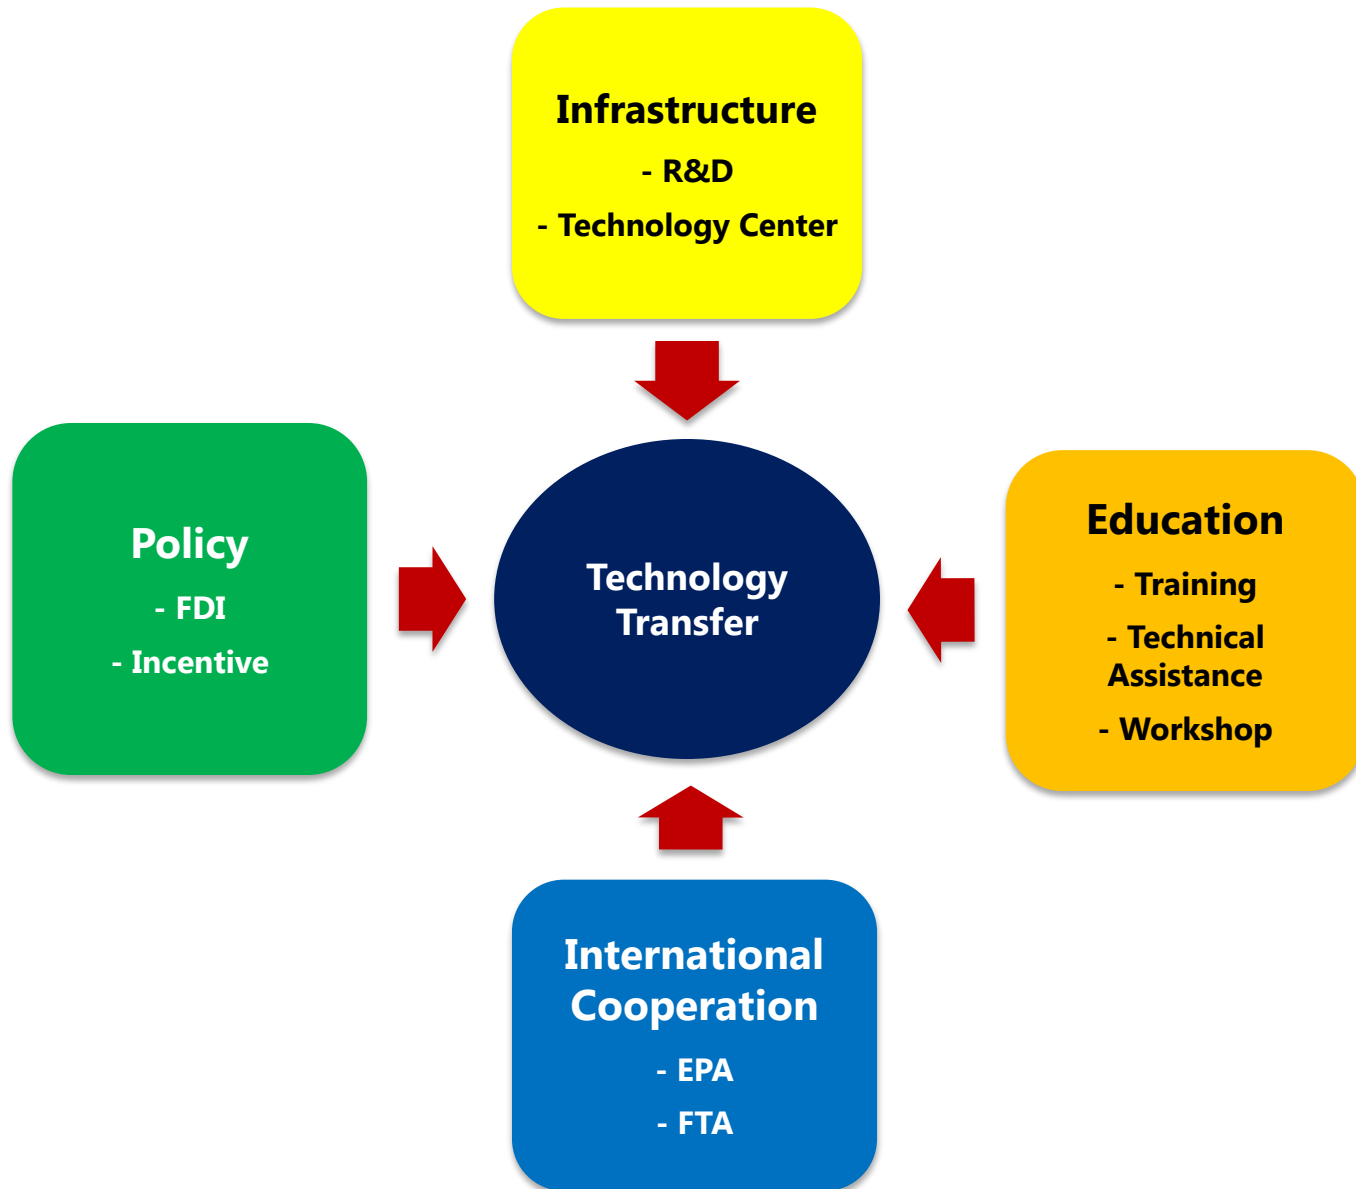 Infrastructure
- R&D
- Technology Center
Policy
- FDI
- Incentive
Technology
Transfer
Education
- Training
- Technical
Assistance
- Workshop
International
Cooperation
- EPA
- FTA